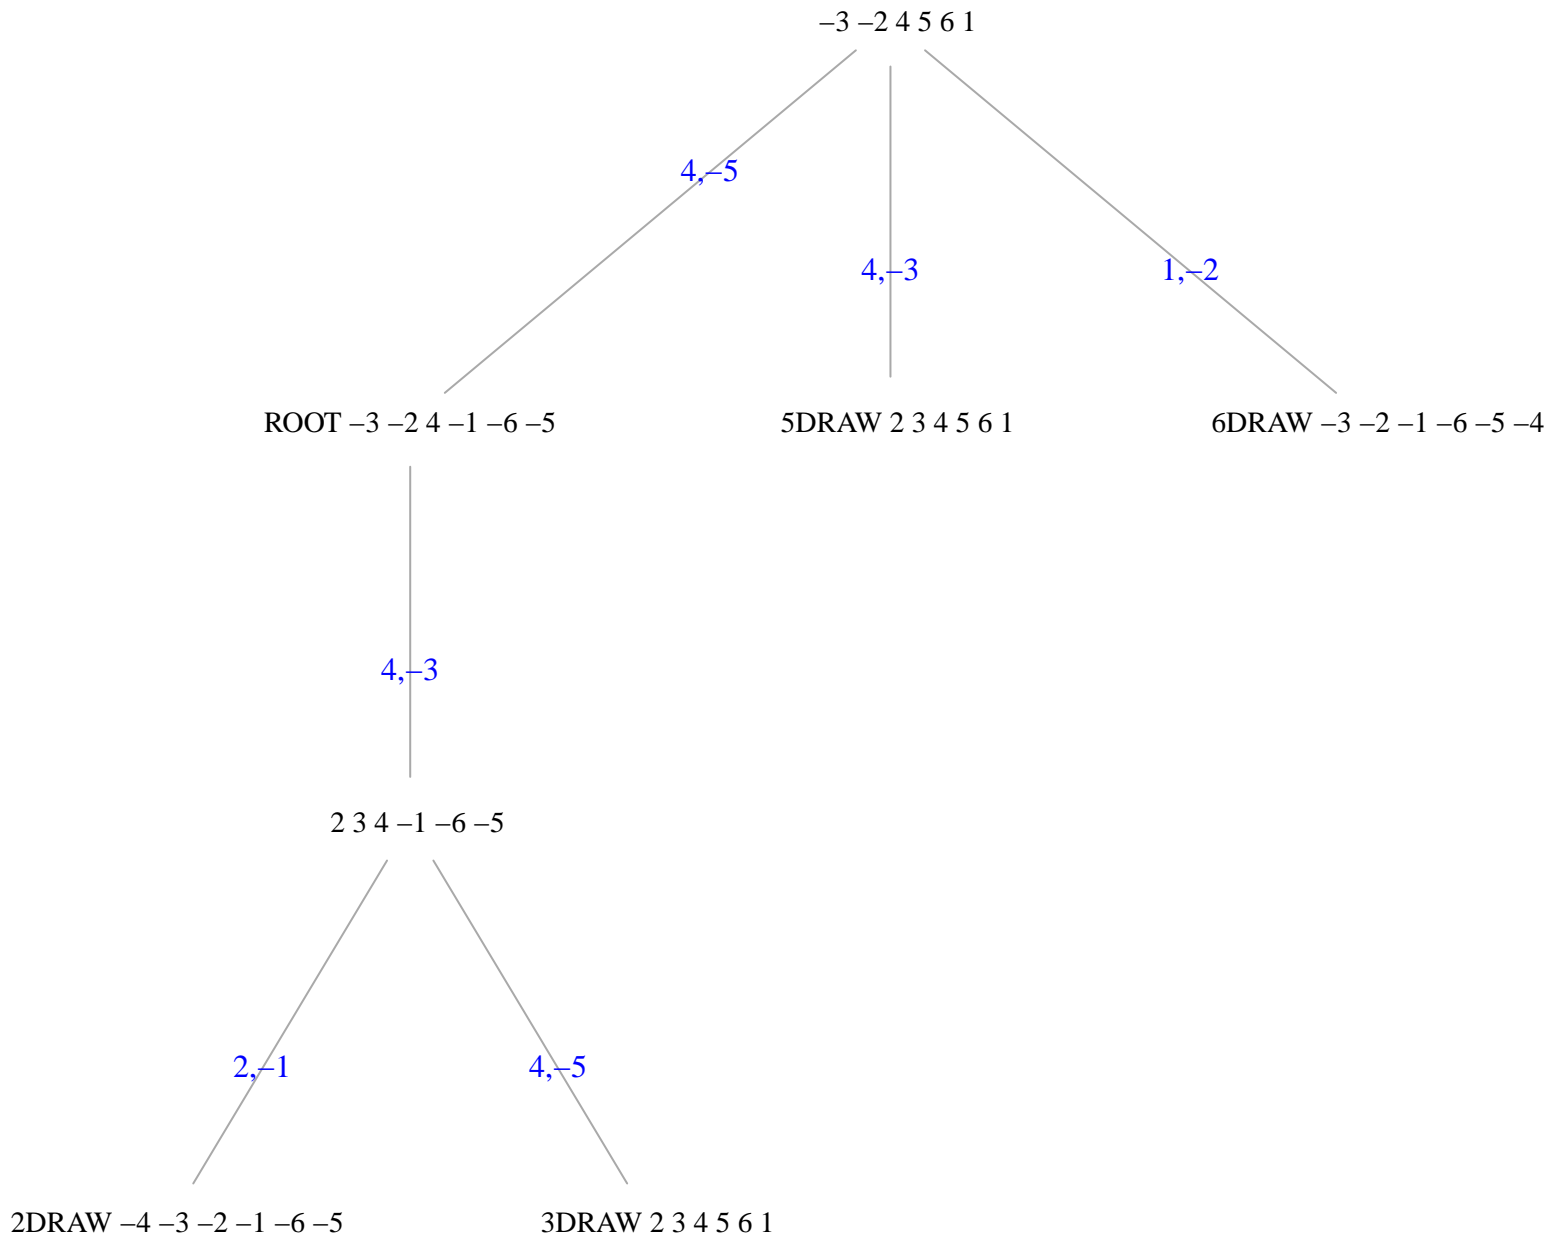 –3 –2 4 5 6 1
4,–5
4,–3
1,–2
ROOT –3 –2 4 –1 –6 –5
5DRAW 2 3 4 5 6 1
6DRAW –3 –2 –1 –6 –5 –4
4,–3
2 3 4 –1 –6 –5
2,–1
4,–5
2DRAW –4 –3 –2 –1 –6 –5
3DRAW 2 3 4 5 6 1